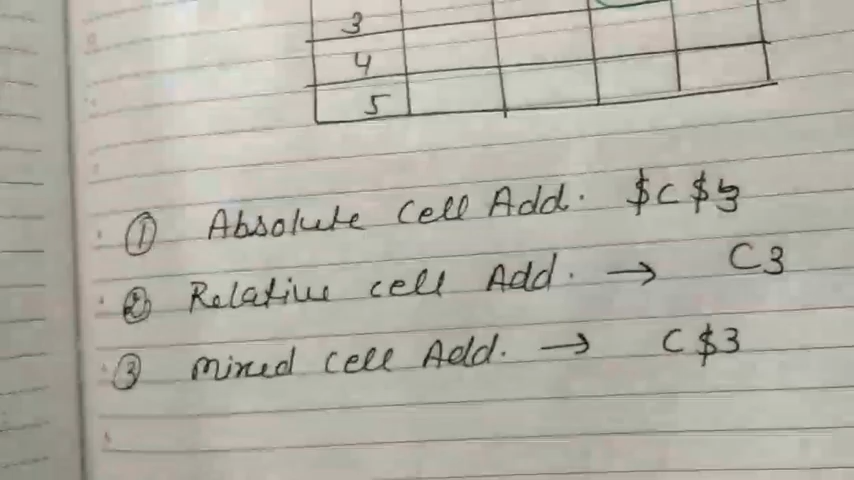 3
4
5
① Absolute Cell Add. $C $3
② Relative cell Add. → C3
③ mixed cell Add. → C $3